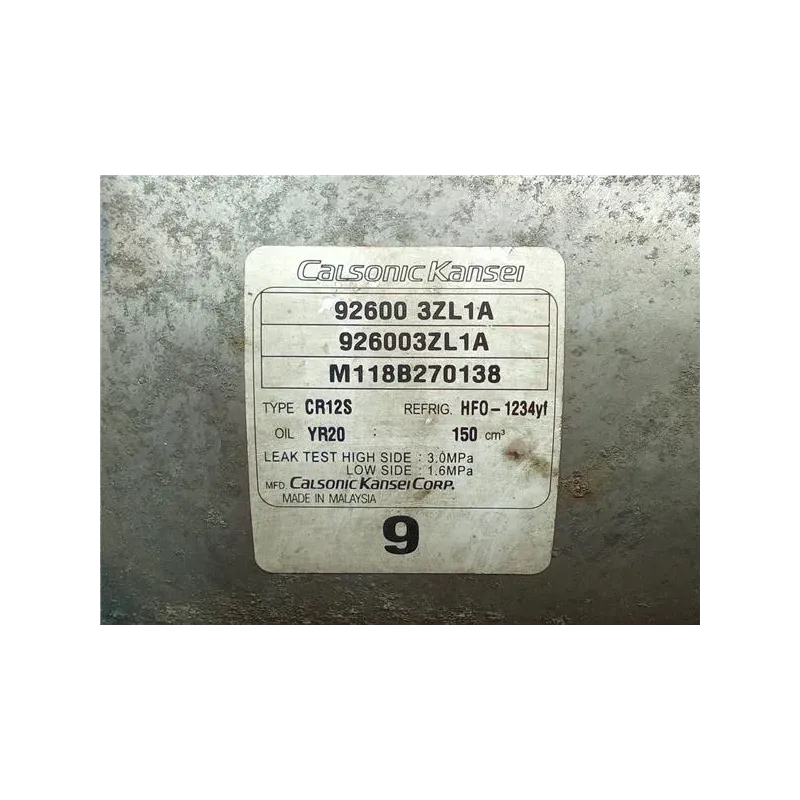 CALSONIC KANSEI
92600 3ZL1A
926003ZL1A
M118B270138
TYPE CR12S REFRIG. HFO-1234yf
OIL YR20 : 150 cm³
LEAK TEST HIGH SIDE : 3.0MPa
LOW SIDE : 1.6MPa
MFD. CALSONIC KANSEI CORP.
MADE IN MALAYSIA
9